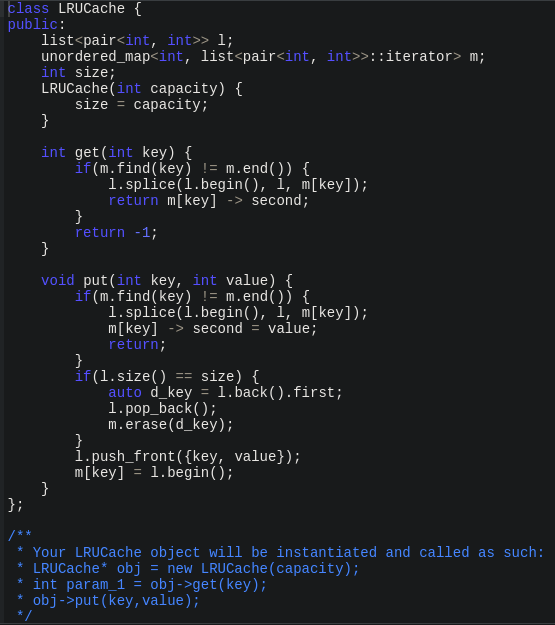 class LRUCache {
public:
    list<pair<int, int>> l;
    unordered_map<int, list<pair<int, int>>::iterator> m;
    int size;
    LRUCache(int capacity) {
        size = capacity;
    }

    int get(int key) {
        if(m.find(key) != m.end()) {
            l.splice(l.begin(), l, m[key]);
            return m[key] -> second;
        }
        return -1;
    }

    void put(int key, int value) {
        if(m.find(key) != m.end()) {
            l.splice(l.begin(), l, m[key]);
            m[key] -> second = value;
            return;
        }
        if(l.size() == size) {
            auto d_key = l.back().first;
            l.pop_back();
            m.erase(d_key);
        }
        l.push_front({key, value});
        m[key] = l.begin();
    }
};

/**
 * Your LRUCache object will be instantiated and called as such:
 * LRUCache* obj = new LRUCache(capacity);
 * int param_1 = obj->get(key);
 * obj->put(key,value);
 */